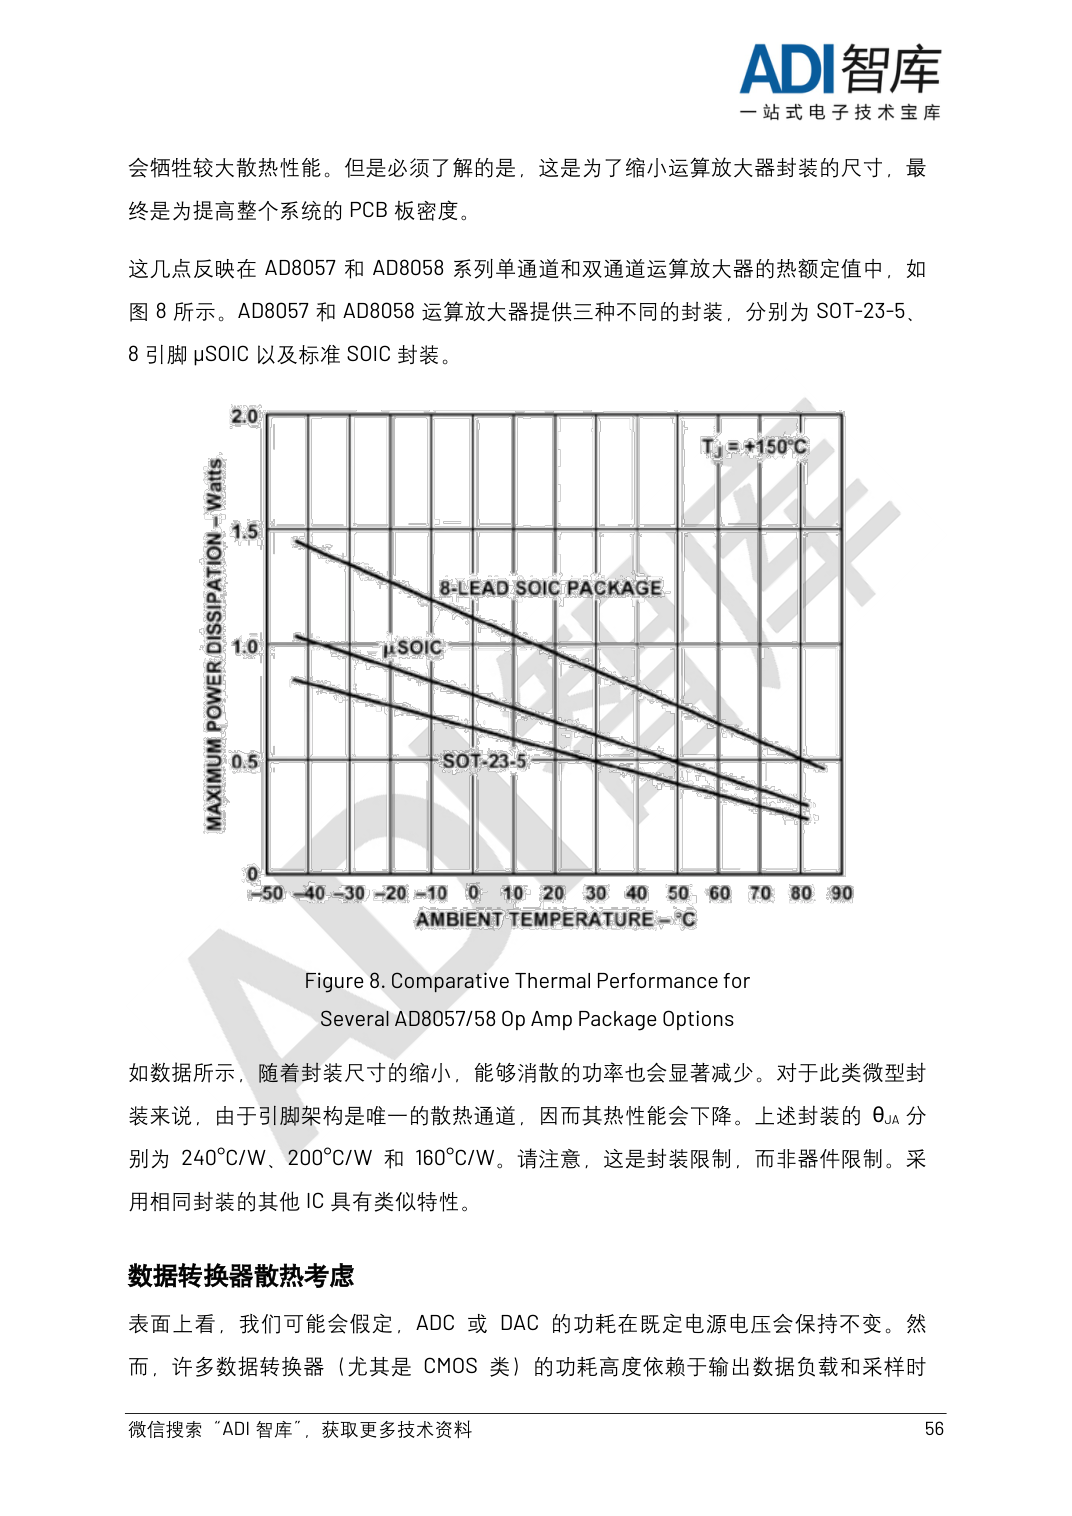 ADI智库
一站式电子技术宝库
会牺牲较大散热性能。但是必须了解的是，这是为了缩小运算放大器封装的尺寸，最
终是为提高整个系统的 PCB 板密度。
这几点反映在 AD8057 和 AD8058 系列单通道和双通道运算放大器的热额定值中，如
图 8 所示。AD8057 和 AD8058 运算放大器提供三种不同的封装，分别为 SOT-23-5、
8 引脚 μSOIC 以及标准 SOIC 封装。
2.0
TJ = +150°C
1.5
8-LEAD SOIC PACKAGE
1.0
μSOIC
0.5
SOT-23-5
0
MAXIMUM POWER DISSIPATION – Watts
–50 –40 –30 –20 –10 0 10 20 30 40 50 60 70 80 90
AMBIENT TEMPERATURE – °C
ADI智库
Figure 8. Comparative Thermal Performance for
Several AD8057/58 Op Amp Package Options
如数据所示，随着封装尺寸的缩小，能够消散的功率也会显著减少。对于此类微型封
装来说，由于引脚架构是唯一的散热通道，因而其热性能会下降。上述封装的 θJA 分
别为 240°C/W、200°C/W 和 160°C/W。请注意，这是封装限制，而非器件限制。采
用相同封装的其他 IC 具有类似特性。
数据转换器散热考虑
表面上看，我们可能会假定，ADC 或 DAC 的功耗在既定电源电压会保持不变。然
而，许多数据转换器（尤其是 CMOS 类）的功耗高度依赖于输出数据负载和采样时
微信搜索“ADI 智库”，获取更多技术资料 56